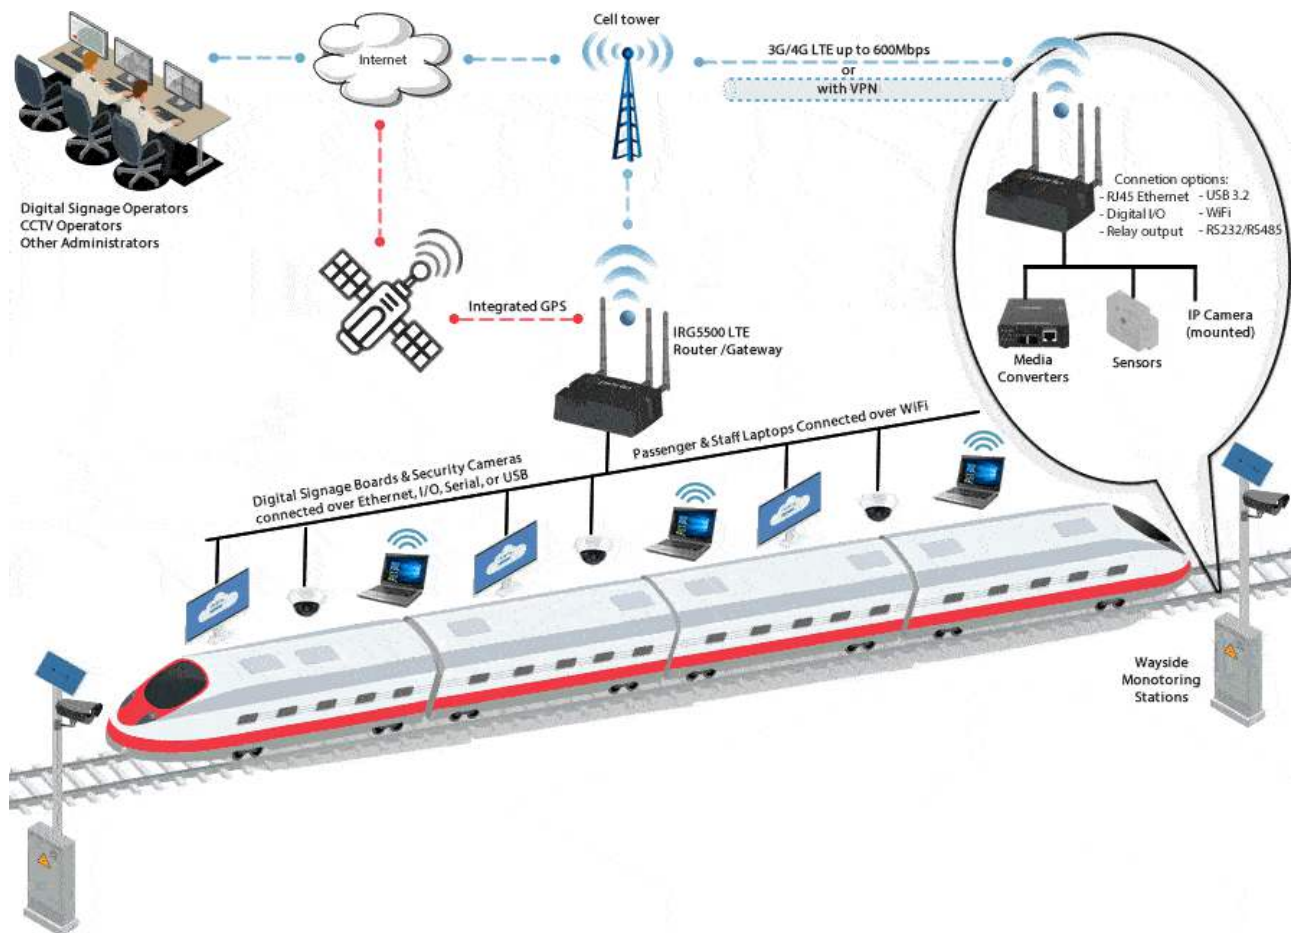 Cell tower
Internet
3G/4G LTE up to 600Mbps
or
with VPN
Digital Signage Operators
CCTV Operators
Other Administrators
Connetion options:
- RJ45 Ethernet - USB 3.2
- Digital I/O - WiFi
- Relay output - RS232/RS485
Integrated GPS
IRG5500 LTE
Router /Gateway
Media
Converters
Sensors
IP Camera
(mounted)
Digital Signage Boards & Security Cameras
connected over Ethernet, I/O, Serial, or USB
Passenger & Staff Laptops Connected over WiFi
Wayside
Monotoring
Stations